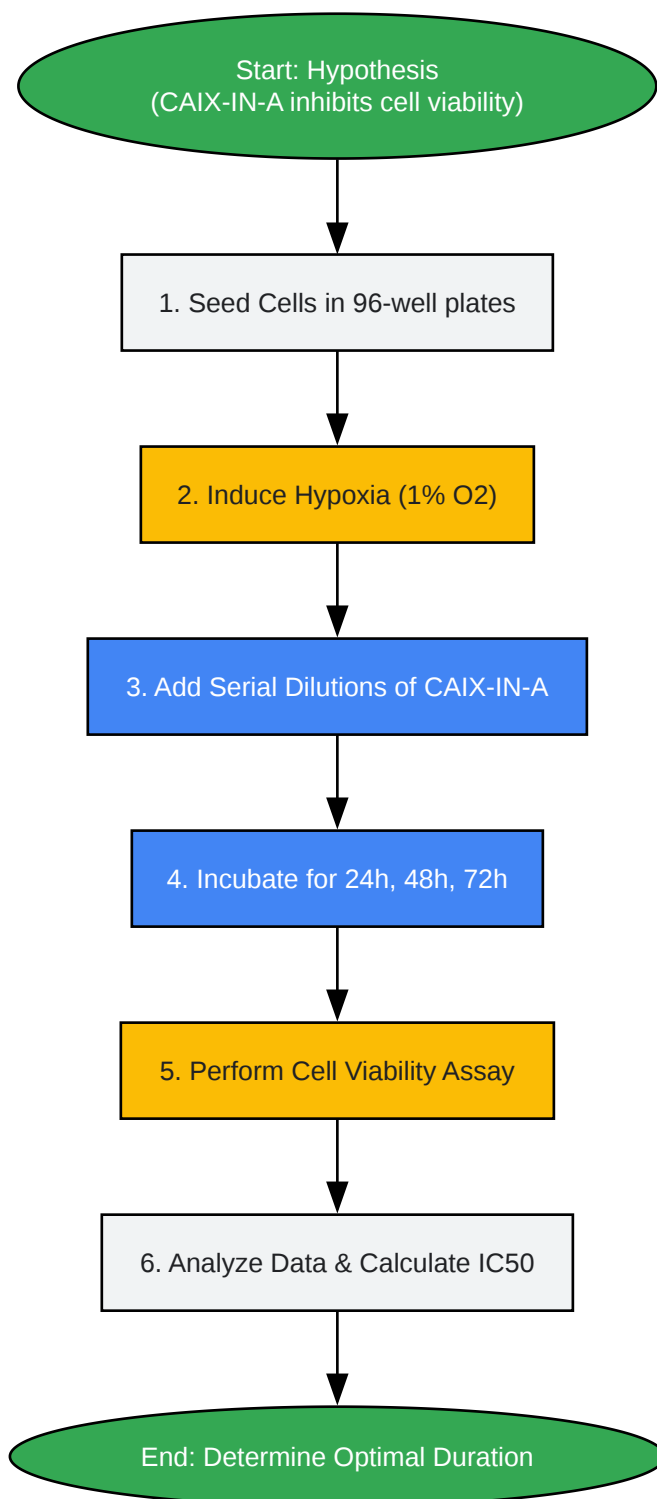 Start: Hypothesis
(CAIX-IN-A inhibits cell viability)
1. Seed Cells in 96-well plates
2. Induce Hypoxia (1% O2)
3. Add Serial Dilutions of CAIX-IN-A
4. Incubate for 24h, 48h, 72h
5. Perform Cell Viability Assay
6. Analyze Data & Calculate IC50
End: Determine Optimal Duration